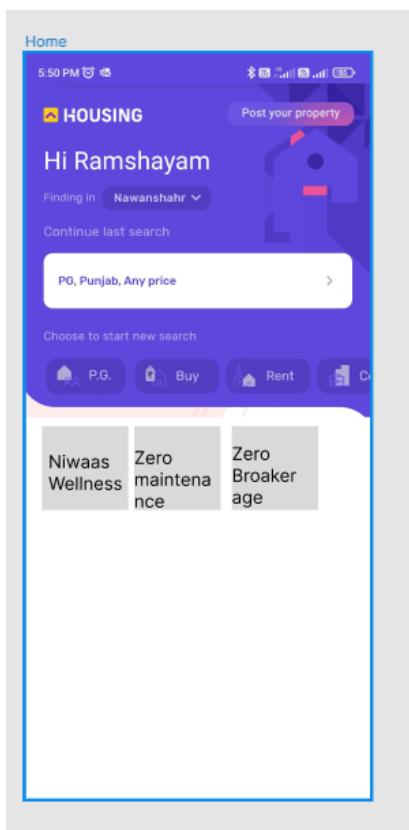 Home
5:50 PM
HOUSING
Post your property
Hi Ramshayam
Finding in Nawanshahr
Continue last search
PG, Punjab, Any price
Choose to start new search
P.G.
Buy
Rent
Niwaas
Wellness
Zero
maintena
nce
Zero
Broaker
age